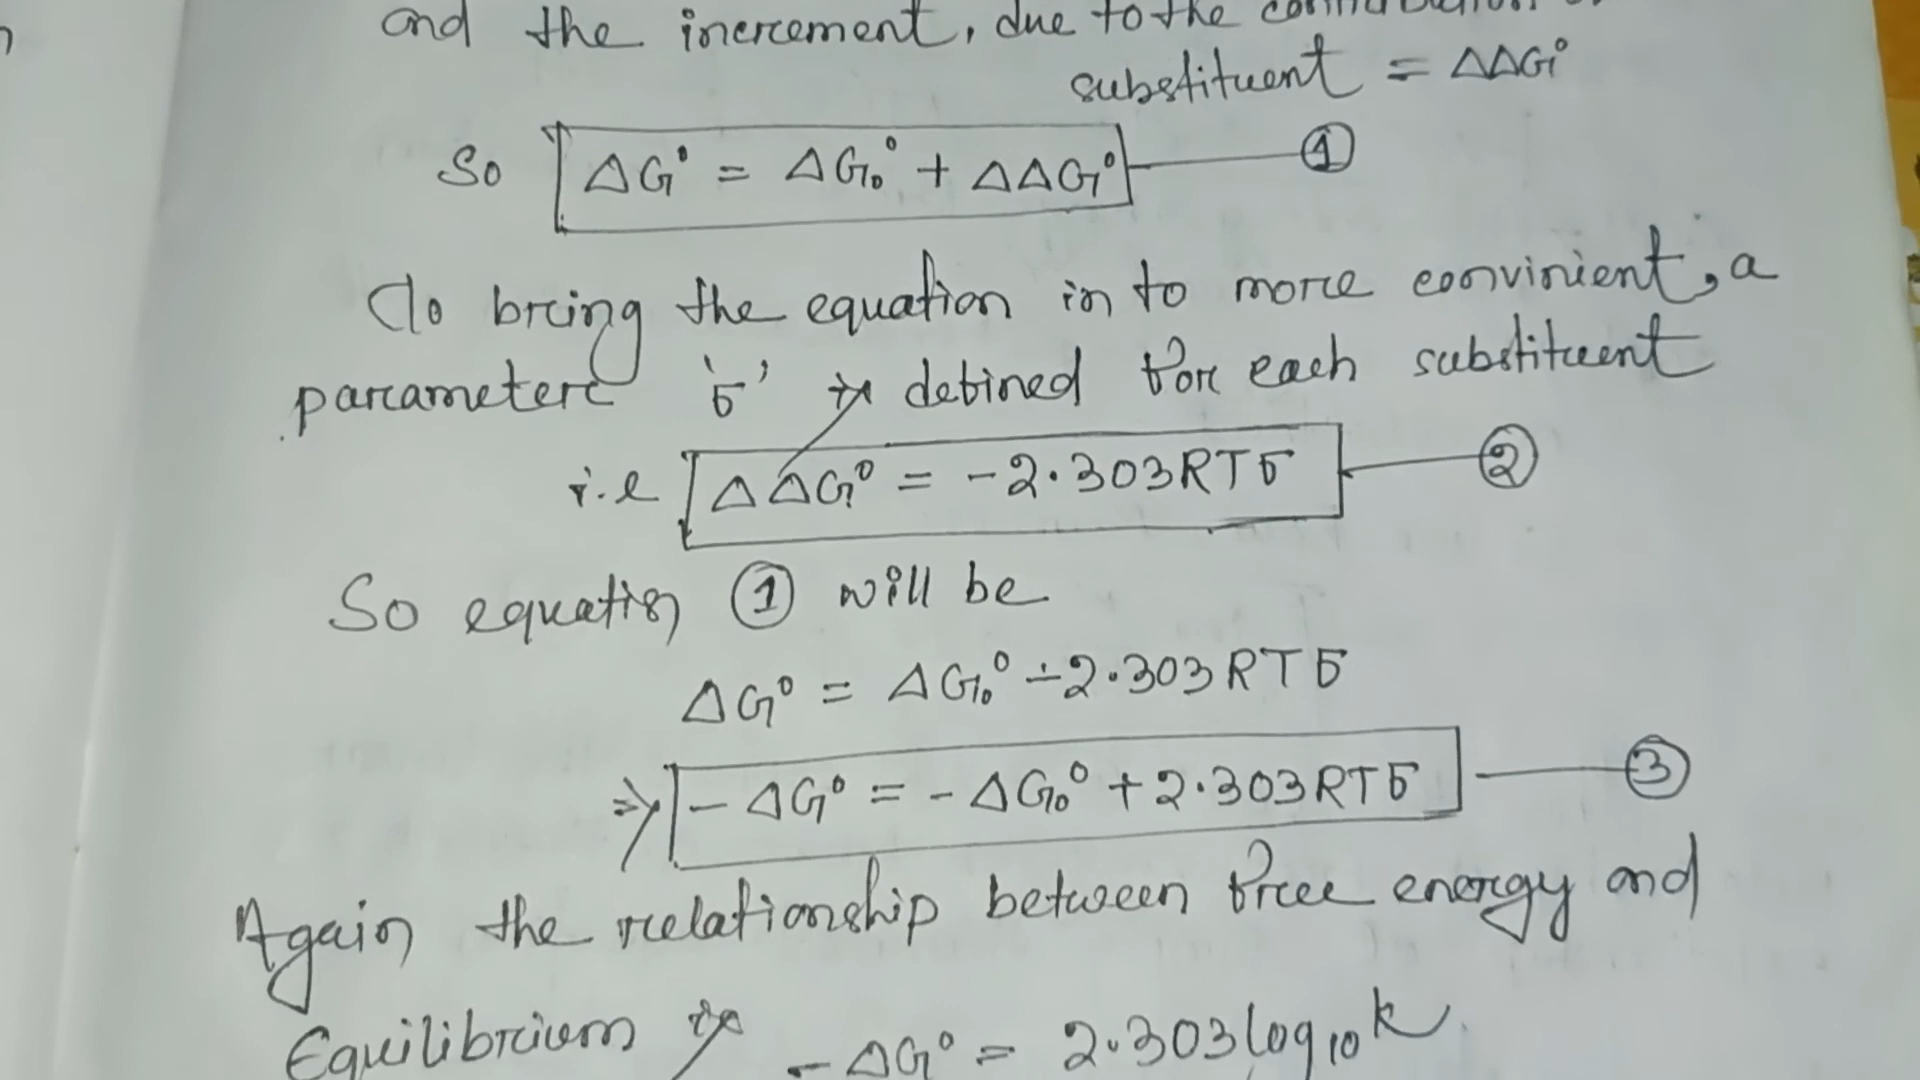 and the increment, due to the contribution of
substituent = ΔΔG°
So ΔG° = ΔG₀° + ΔΔG° ①
To bring the equation in to more convinient, a
parameter 'σ' is defined for each substituent
i.e ΔΔG° = -2.303RTσ ②
So equation ① will be
ΔG° = ΔG₀° - 2.303RTσ
⇒ -ΔG° = -ΔG₀° + 2.303RTσ ③
Again the relationship between free energy and
Equilibrium is -ΔG° = 2.303log₁₀k